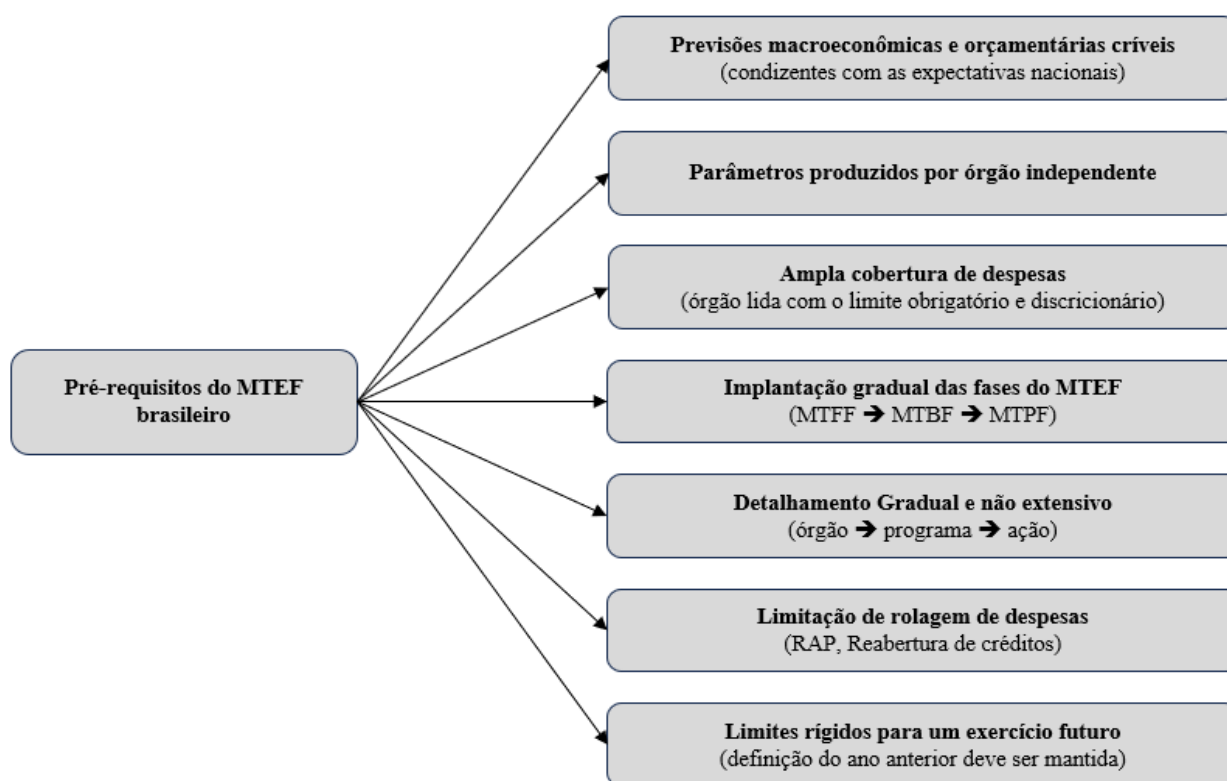 Previsões macroeconômicas e orçamentárias críveis
(condizentes com as expectativas nacionais)
Parâmetros produzidos por órgão independente
Ampla cobertura de despesas
(órgão lida com o limite obrigatório e discricionário)
Pré-requisitos do MTEF
brasileiro
Implantação gradual das fases do MTEF
(MTFF ➔ MTBF ➔ MTPF)
Detalhamento Gradual e não extensivo
(órgão ➔ programa ➔ ação)
Limitação de rolagem de despesas
(RAP, Reabertura de créditos)
Limites rígidos para um exercício futuro
(definição do ano anterior deve ser mantida)